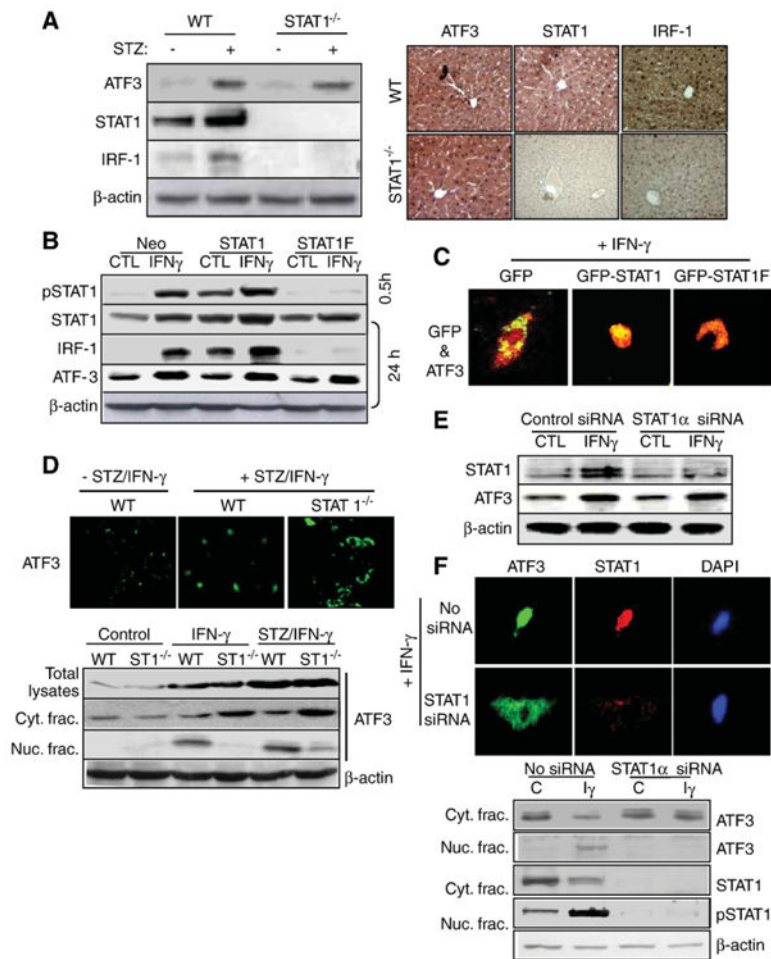 A
WT STAT1-/-
STZ: - + - +
ATF3
STAT1
IRF-1
β-actin
ATF3 STAT1 IRF-1
WT
STAT1-/-
B
Neo STAT1 STAT1F
CTL IFNγ CTL IFNγ CTL IFNγ
pSTAT1
STAT1
IRF-1
ATF-3
β-actin
0.5h
24 h
C
+ IFN-γ
GFP GFP-STAT1 GFP-STAT1F
GFP
&
ATF3
D
- STZ/IFN-γ + STZ/IFN-γ
WT WT STAT 1-/-
ATF3
Control IFN-γ STZ/IFN-γ
WT ST1-/- WT ST1-/- WT ST1-/-
Total
lysates
Cyt. frac.
Nuc. frac.
ATF3
β-actin
E
Control siRNA STAT1α siRNA
CTL IFNγ CTL IFNγ
STAT1
ATF3
β-actin
F
ATF3 STAT1 DAPI
+ IFN-γ
No
siRNA
STAT1
siRNA
No siRNA STAT1α siRNA
C Iγ C Iγ
Cyt. frac. ATF3
Nuc. frac. ATF3
Cyt. frac. STAT1
Nuc. frac. pSTAT1
β-actin